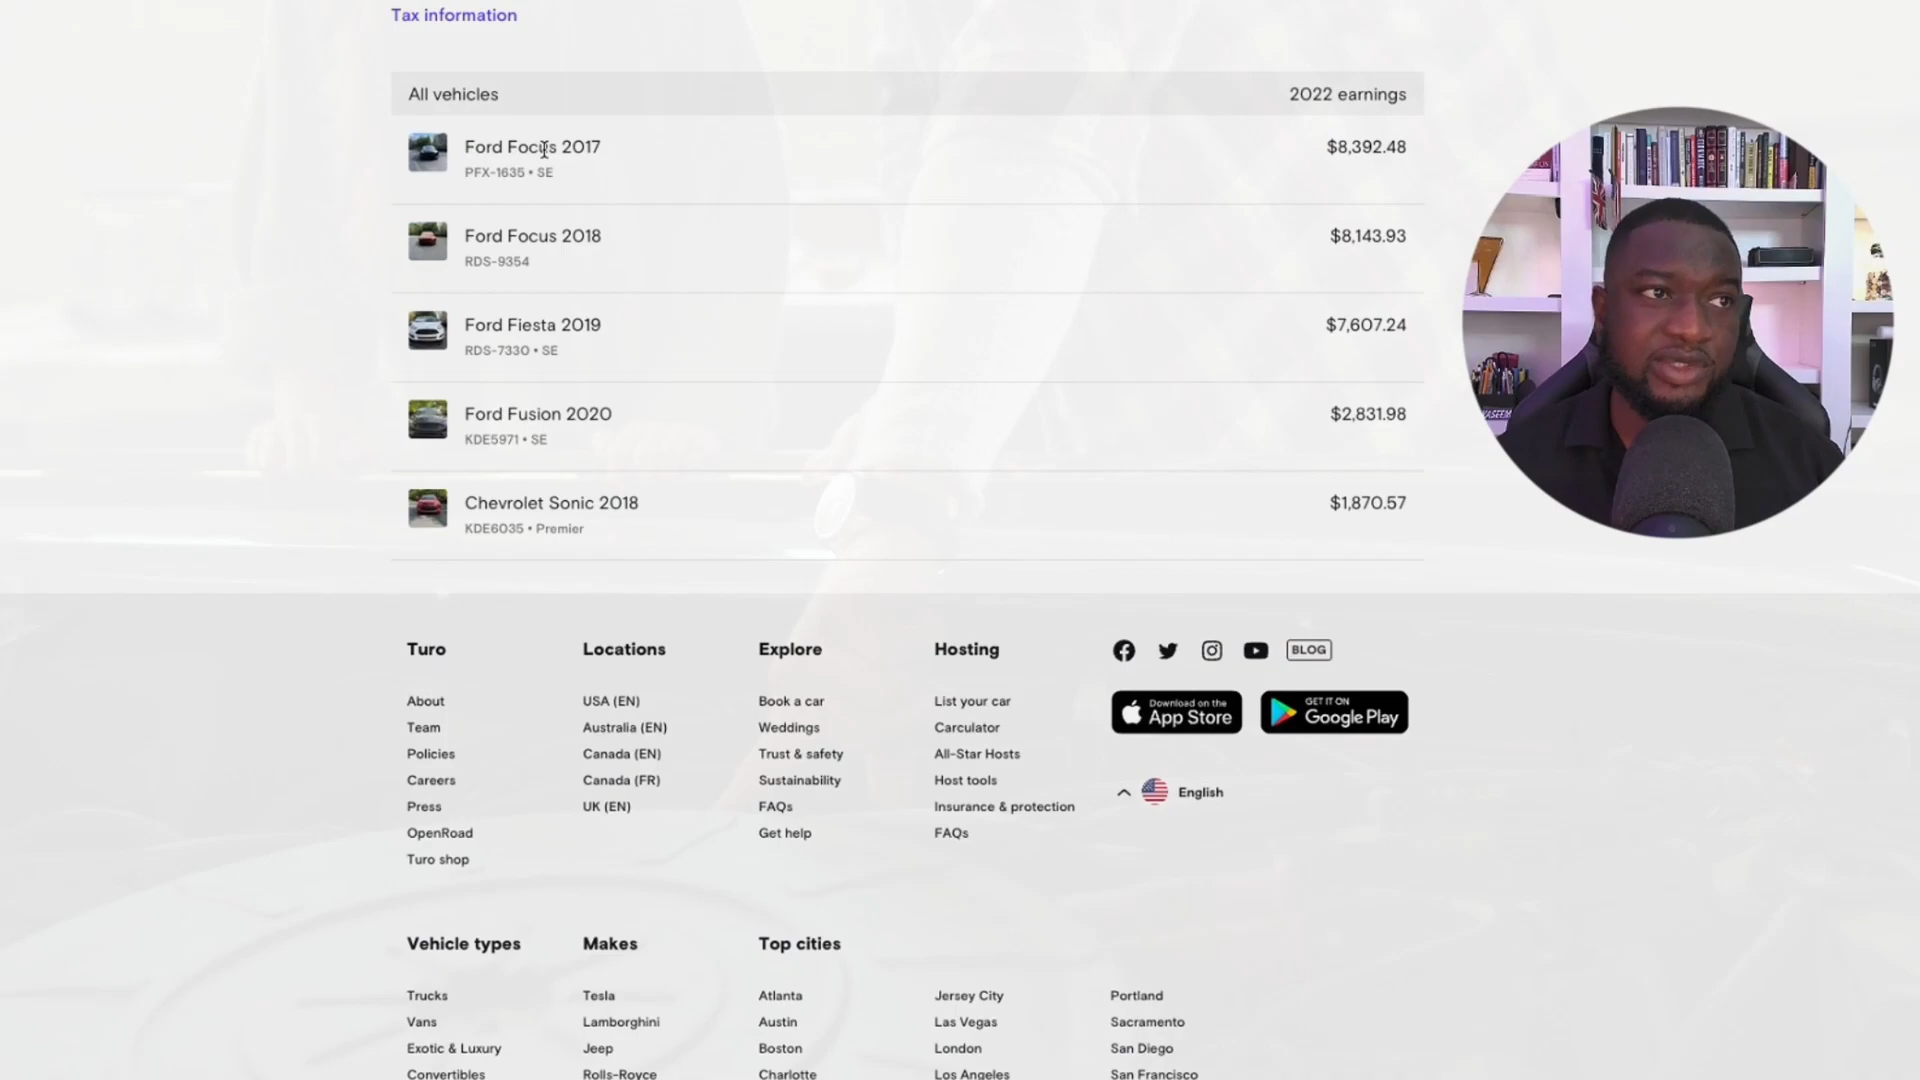 Tax information
All vehicles 2022 earnings
Ford Focus 2017 $8,392.48
PFX-1635 • SE
Ford Focus 2018 $8,143.93
RDS-9354
Ford Fiesta 2019 $7,607.24
RDS-7330 • SE
Ford Fusion 2020 $2,831.98
KDE5971 • SE
Chevrolet Sonic 2018 $1,870.57
KDE6035 • Premier
Turo
About
Team
Policies
Careers
Press
OpenRoad
Turo shop
Locations
USA (EN)
Australia (EN)
Canada (EN)
Canada (FR)
UK (EN)
Explore
Book a car
Weddings
Trust & safety
Sustainability
FAQs
Get help
Hosting
List your car
Carculator
All-Star Hosts
Host tools
Insurance & protection
FAQs
BLOG
Download on the
App Store
GET IT ON
Google Play
English
Vehicle types
Trucks
Vans
Exotic & Luxury
Convertibles
Makes
Tesla
Lamborghini
Jeep
Rolls-Royce
Top cities
Atlanta
Austin
Boston
Charlotte
Jersey City
Las Vegas
London
Los Angeles
Portland
Sacramento
San Diego
San Francisco
KASEEM